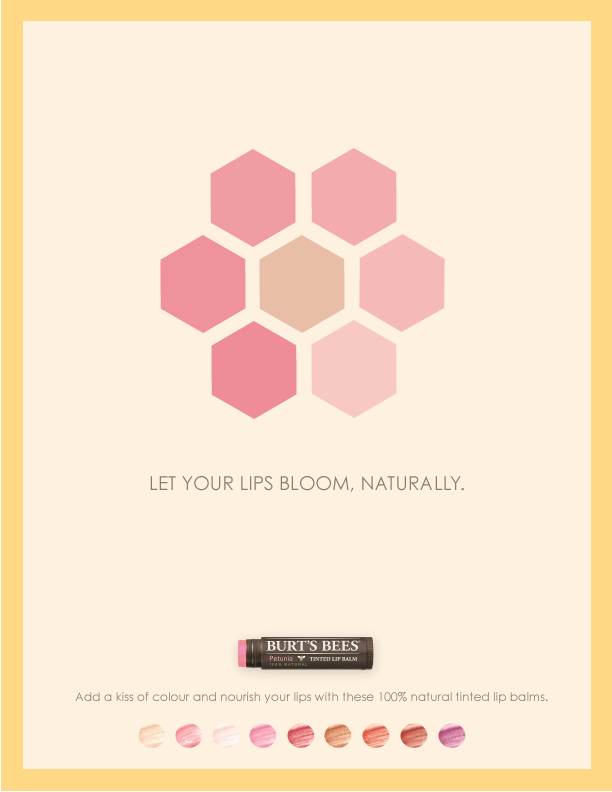 LET YOUR LIPS BLOOM, NATURALLY.
BURT'S BEES
Petunia TINTED LIP BALM
100% NATURAL
Add a kiss of colour and nourish your lips with these 100% natural tinted lip balms.